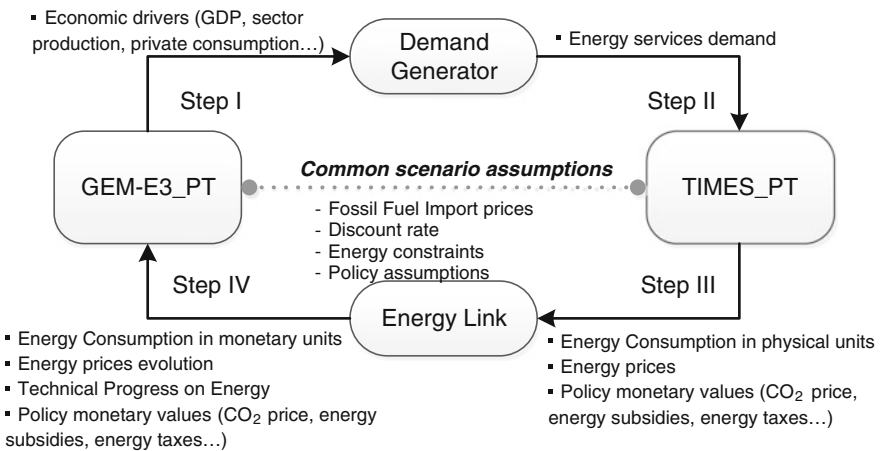 ▪ Economic drivers (GDP, sector
production, private consumption…)
Demand
Generator
▪ Energy services demand
Step I
Step II
GEM-E3_PT
Common scenario assumptions
TIMES_PT
- Fossil Fuel Import prices
- Discount rate
- Energy constraints
- Policy assumptions
Step IV
Step III
Energy Link
▪ Energy Consumption in monetary units
▪ Energy prices evolution
▪ Technical Progress on Energy
▪ Policy monetary values (CO₂ price, energy
subsidies, energy taxes…)
▪ Energy Consumption in physical units
▪ Energy prices
▪ Policy monetary values (CO₂ price,
energy subsidies, energy taxes…)